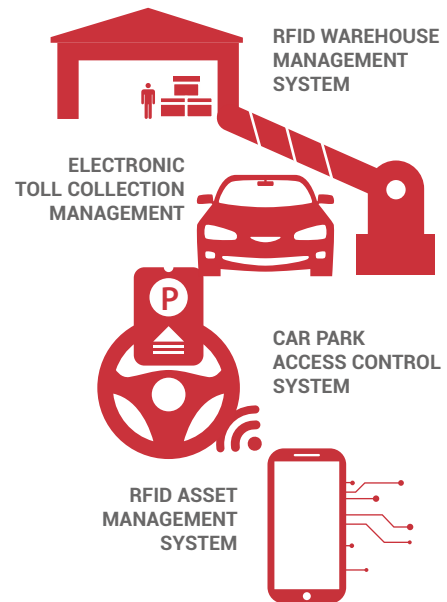 RFID WAREHOUSE
MANAGEMENT
SYSTEM
ELECTRONIC
TOLL COLLECTION
MANAGEMENT
P
CAR PARK
ACCESS CONTROL
SYSTEM
RFID ASSET
MANAGEMENT
SYSTEM